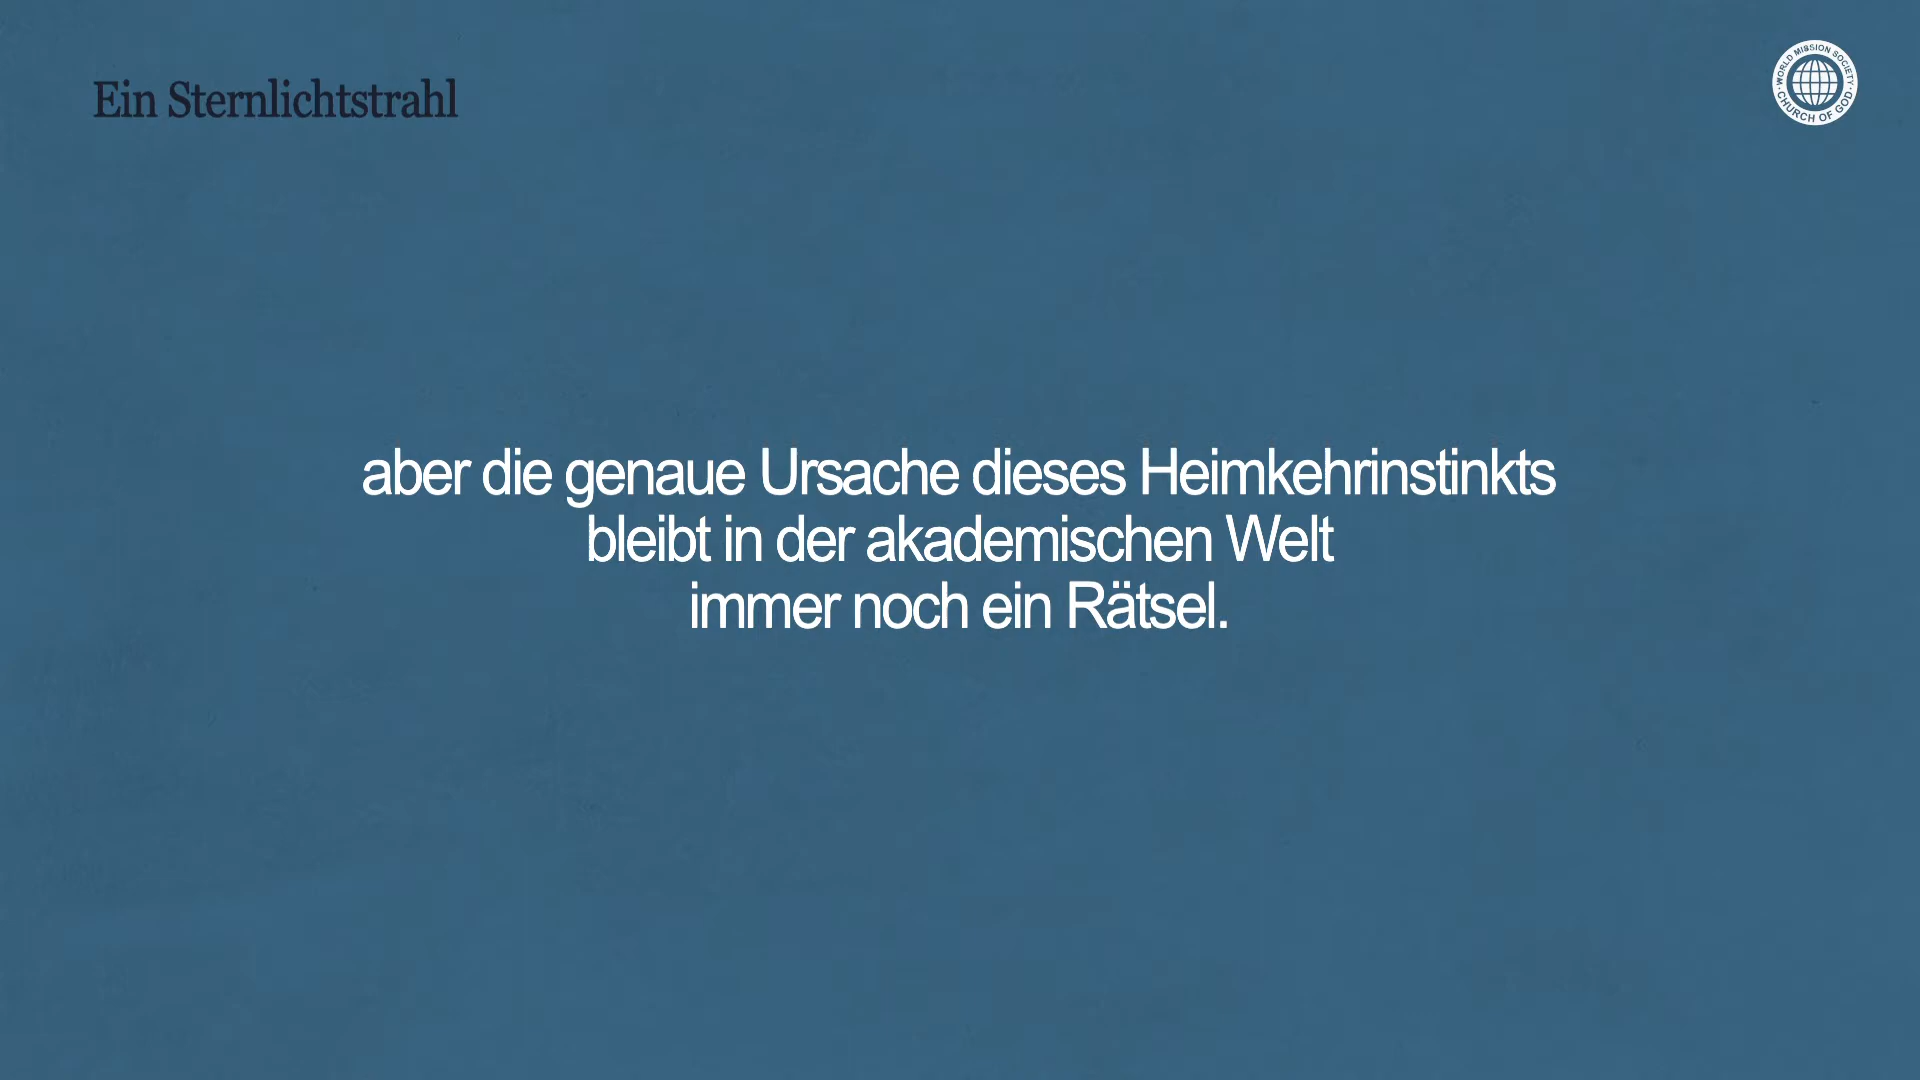 Ein Sternlichtstrahl
WORLD MISSION SOCIETY
CHURCH OF GOD
aber die genaue Ursache dieses Heimkehrinstinkts
bleibt in der akademischen Welt
immer noch ein Rätsel.